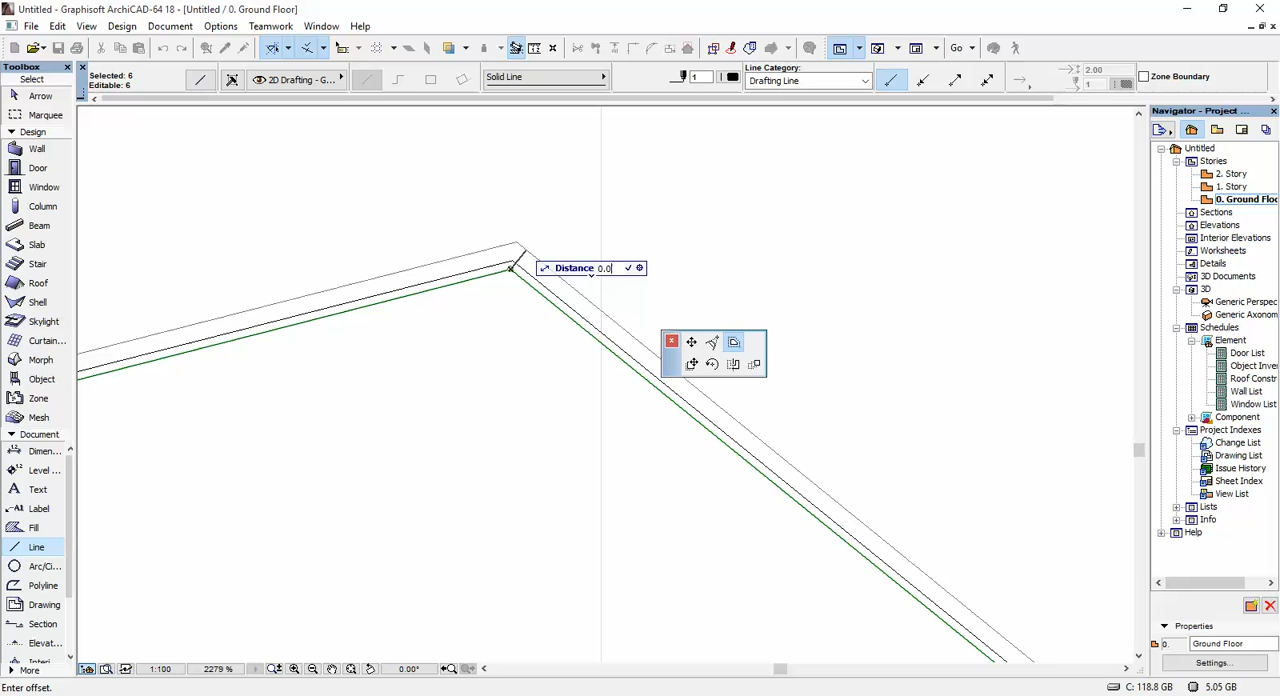 Untitled - Graphisoft ArchiCAD-64 18 - [Untitled / 0. Ground Floor]
File Edit View Design Document Options Teamwork Window Help
Go
Toolbox
Select
Arrow
Marquee
Design
Wall
Door
Window
Column
Beam
Slab
Stair
Roof
Shell
Skylight
Curtain...
Morph
Object
Zone
Mesh
Document
Dimen...
Level ...
Text
Label
Fill
Line
Arc/Ci...
Polyline
Drawing
Section
Elevat...
More
Selected: 6
Editable: 6
2D Drafting - G...
Solid Line
1
Line Category:
Drafting Line
2.00
1
Zone Boundary
Distance 0.0
1:100
2279 %
0.00°
Navigator - Project ...
Untitled
Stories
2. Story
1. Story
0. Ground Floo
Sections
Elevations
Interior Elevations
Worksheets
Details
3D Documents
3D
Generic Perspec
Generic Axonom
Schedules
Element
Door List
Object Inve
Roof Constr
Wall List
Window List
Component
Project Indexes
Change List
Drawing List
Issue History
Sheet Index
View List
Lists
Info
Help
Properties
0. Ground Floor
Settings...
Enter offset.
C: 118.8 GB
5.05 GB